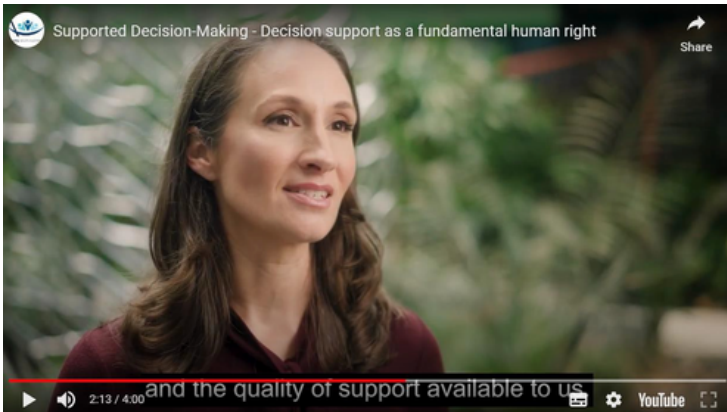 Supported Decision-Making - Decision support as a fundamental human right
Share
and the quality of support available to us
2:13 / 4:00
YouTube